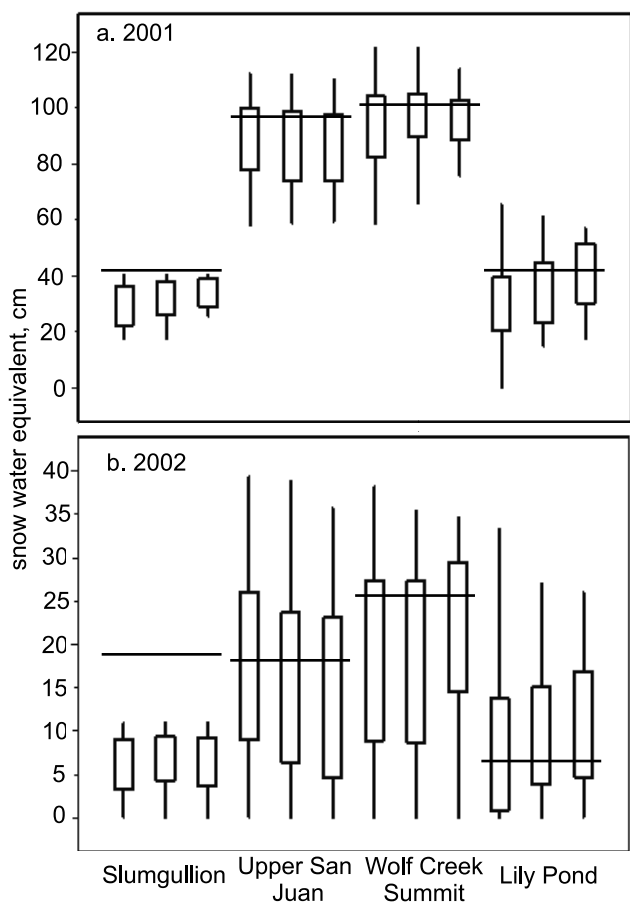 a. 2001
120
100
80
60
40
20
0
snow water equivalent, cm
b. 2002
40
35
30
25
20
15
10
5
0
Slumgullion
Upper San
Juan
Wolf Creek
Summit
Lily Pond